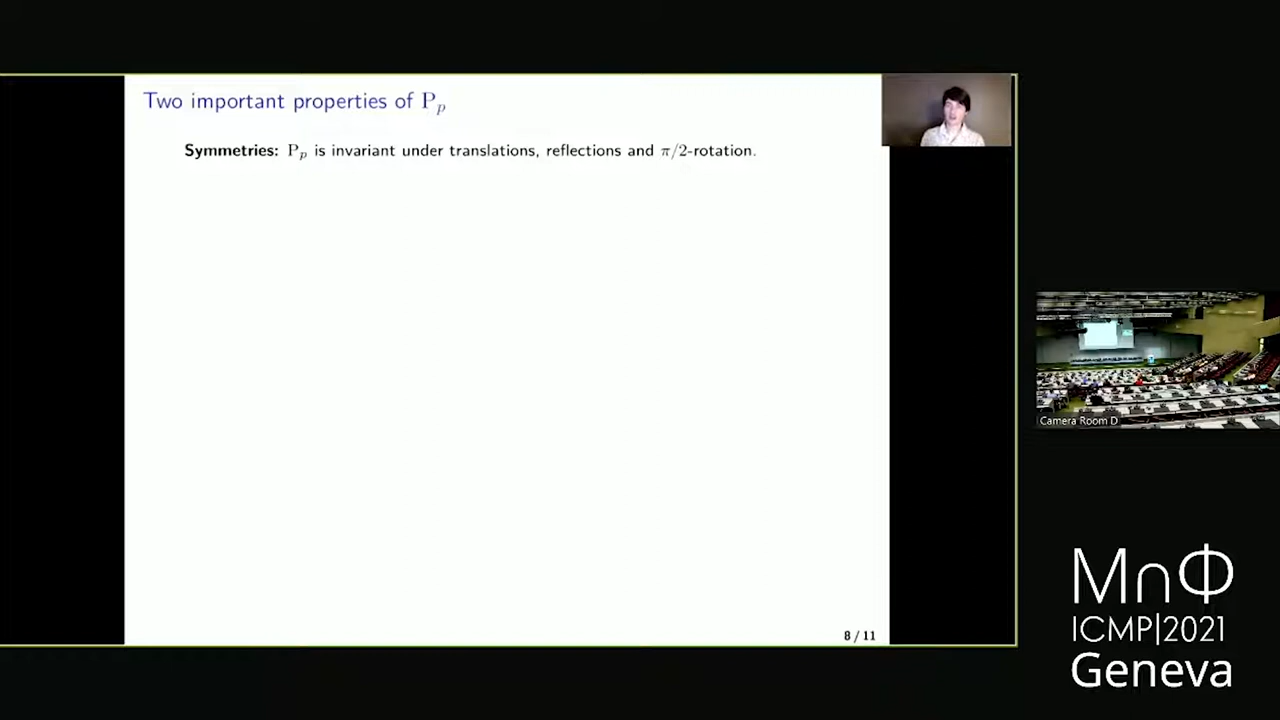 Two important properties of P_p
Symmetries: P_p is invariant under translations, reflections and π/2-rotation.
8 / 11
Camera Room D
M∩Φ
ICMP|2021
Geneva